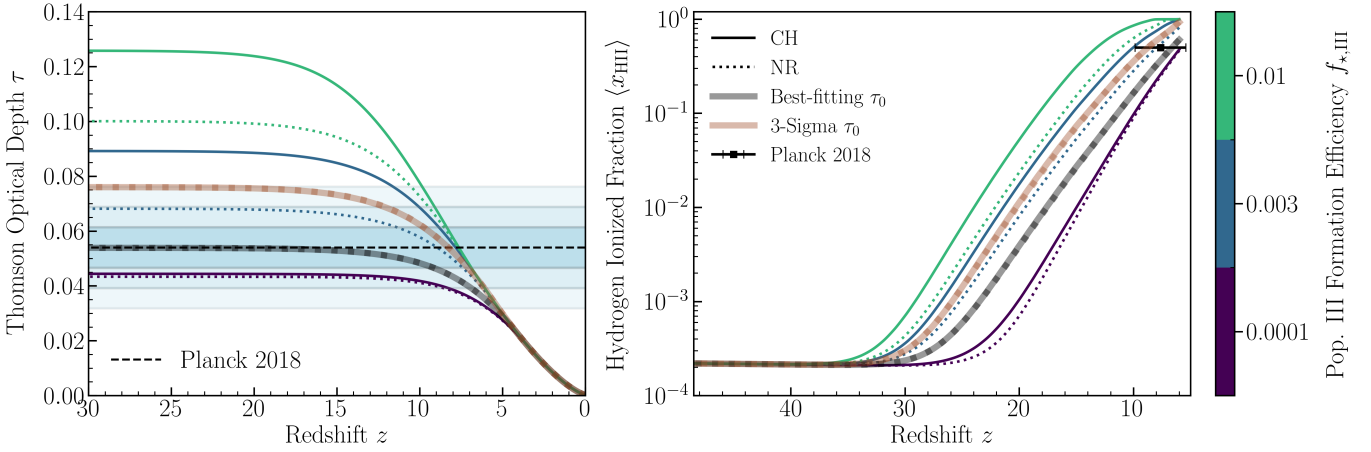 Thomson Optical Depth τ
0.14
0.12
0.10
0.08
0.06
0.04
0.02
0.00
Planck 2018
30
25
20
15
10
5
0
Redshift z
Hydrogen Ionized Fraction ⟨x_HII⟩
10⁰
10⁻¹
10⁻²
10⁻³
10⁻⁴
CH
NR
Best-fitting τ₀
3-Sigma τ₀
Planck 2018
40
30
20
10
Redshift z
0.01
0.003
0.0001
Pop. III Formation Efficiency f⋆,III